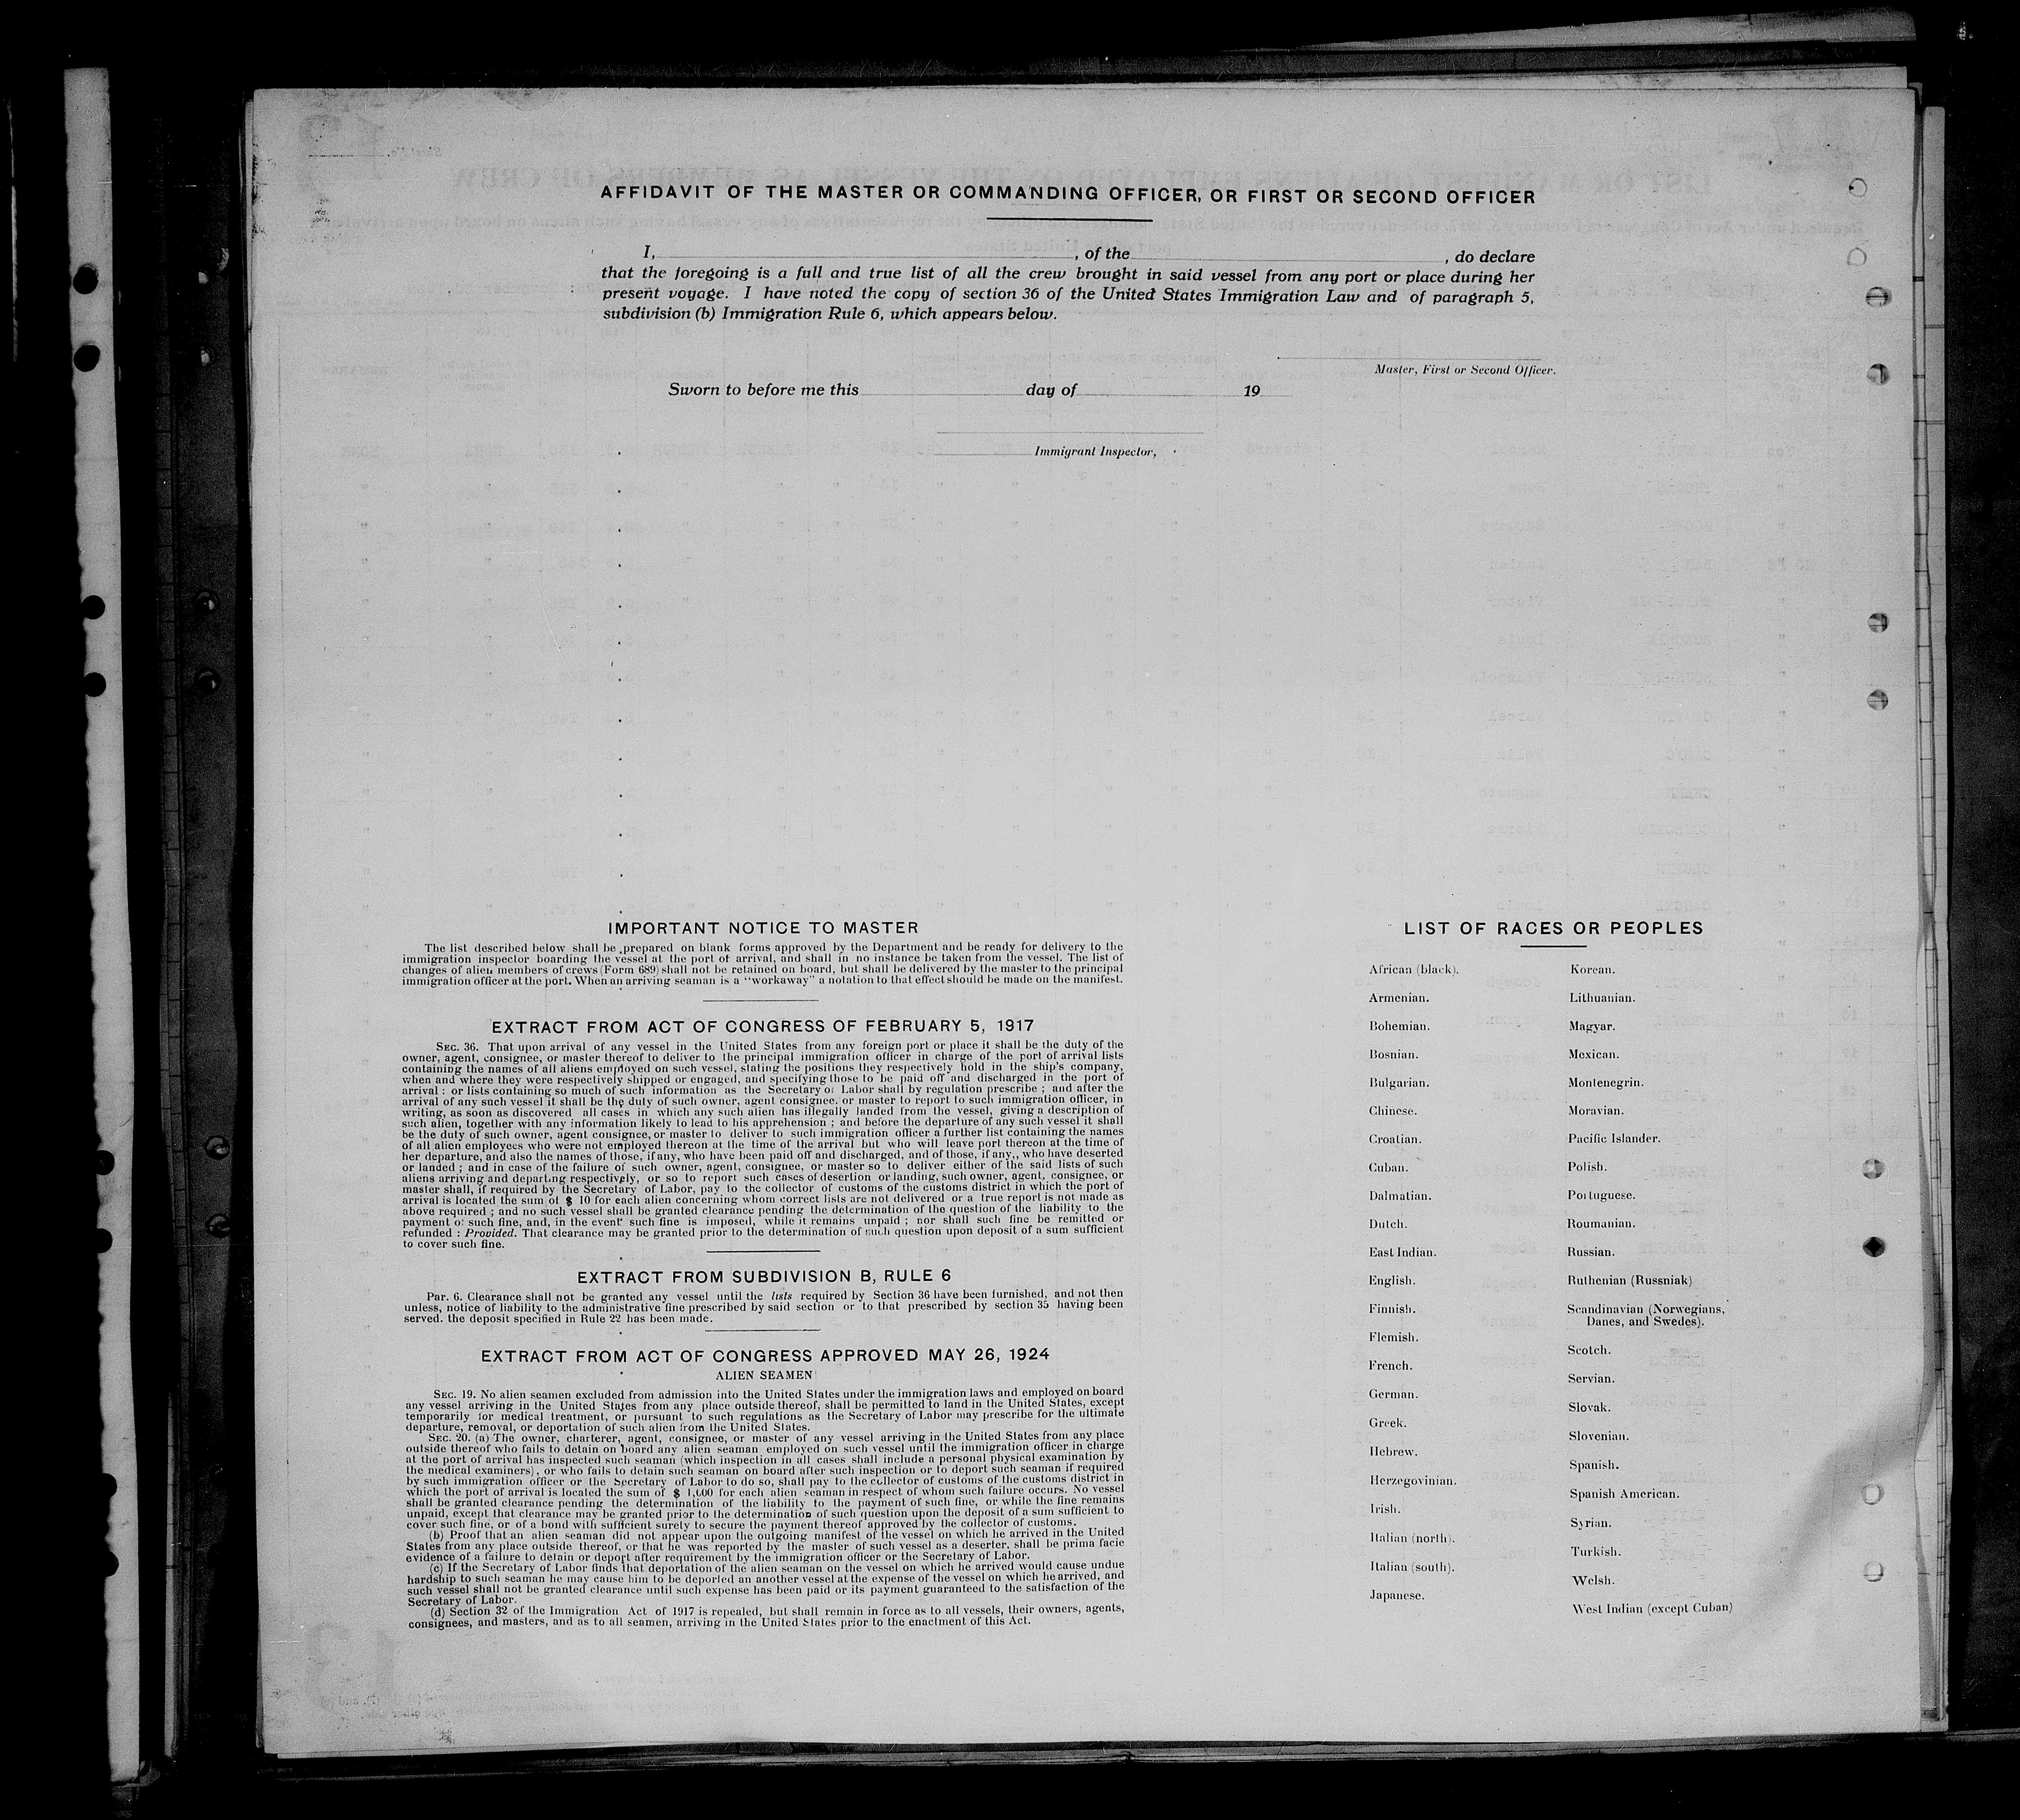 AFFIDAVIT OF THE MASTER OR COMMANDING OFFICER, OR FIRST OR SECOND OFFICER
I, , of the , do declare
that the foregoing is a full and true list of all the crew brought in said vessel from any port or place during her
present voyage. I have noted the copy of section 36 of the United States Immigration Law and of paragraph 5,
subdivision (b) Immigration Rule 6, which appears below.
Master, First or Second Officer.
Sworn to before me this day of 19
Immigrant Inspector,
IMPORTANT NOTICE TO MASTER
The list described below shall be prepared on blank forms approved by the Department and be ready for delivery to the
immigration inspector boarding the vessel at the port of arrival, and shall in no instance be taken from the vessel. The list of
changes of alien members of crews (Form 689) shall not be retained on board, but shall be delivered by the master to the principal
immigration officer at the port. When an arriving seaman is a "workaway" a notation to that effect should be made on the manifest.
EXTRACT FROM ACT OF CONGRESS OF FEBRUARY 5, 1917
SEC. 36. That upon arrival of any vessel in the United States from any foreign port or place it shall be the duty of the
owner, agent, consignee, or master thereof to deliver to the principal immigration officer in charge of the port of arrival lists
containing the names of all aliens employed on such vessel, stating the positions they respectively hold in the ship's company,
when and where they were respectively shipped or engaged, and specifying those to be paid off and discharged in the port of
arrival : or lists containing so much of such information as the Secretary of Labor shall by regulation prescribe ; and after the
arrival of any such vessel it shall be the duty of such owner, agent consignee. or master to report to such immigration officer, in
writing, as soon as discovered all cases in which any such alien has illegally landed from the vessel, giving a description of
such alien, together with any information likely to lead to his apprehension ; and before the departure of any such vessel it shall
be the duty of such owner, agent consignee, or master to deliver to such immigration officer a further list containing the names
of all alien employees who were not employed thereon at the time of the arrival but who will leave port thereon at the time of
her departure, and also the names of those, if any, who have been paid off and discharged, and of those, if any,, who have deserted
or landed ; and in case of the failure of such owner, agent, consignee, or master so to deliver either of the said lists of such
aliens arriving and departing respectively, or so to report such cases of desertion or landing, such owner, agent, consignee, or
master shall, if required by the Secretary of Labor, pay to the collector of customs of the customs district in which the port of
arrival is located the sum of $ 10 for each alien concerning whom correct lists are not delivered or a true report is not made as
above required ; and no such vessel shall be granted clearance pending the determination of the question of the liability to the
payment of such fine, and, in the event such fine is imposed, while it remains unpaid ; nor shall such fine be remitted or
refunded : Provided. That clearance may be granted prior to the determination of such question upon deposit of a sum sufficient
to cover such fine.
EXTRACT FROM SUBDIVISION B, RULE 6
Par. 6. Clearance shall not be granted any vessel until the lists required by Section 36 have been furnished, and not then
unless, notice of liability to the administrative fine prescribed by said section or to that prescribed by section 35 having been
served. the deposit specified in Rule 22 has been made.
EXTRACT FROM ACT OF CONGRESS APPROVED MAY 26, 1924
ALIEN SEAMEN
SEC. 19. No alien seamen excluded from admission into the United States under the immigration laws and employed on board
any vessel arriving in the United States from any place outside thereof, shall be permitted to land in the United States, except
temporarily for medical treatment, or pursuant to such regulations as the Secretary of Labor may prescribe for the ultimate
departure, removal, or deportation of such alien from the United States.
SEC. 20. (a) The owner, charterer, agent, consignee, or master of any vessel arriving in the United States from any place
outside thereof who fails to detain on board any alien seaman employed on such vessel until the immigration officer in charge
at the port of arrival has inspected such seaman (which inspection in all cases shall include a personal physical examination by
the medical examiners), or who fails to detain such seaman on board after such inspection or to deport such seaman if required
by such immigration officer or the Secretary of Labor to do so, shall pay to the collector of customs of the customs district in
which the port of arrival is located the sum of $ 1,000 for each alien seaman in respect of whom such failure occurs. No vessel
shall be granted clearance pending the determination of the liability to the payment of such fine, or while the fine remains
unpaid, except that clearance may be granted prior to the determination of such question upon the deposit of a sum sufficient to
cover such fine, or of a bond with sufficient surely to secure the payment thereof approved by the collector of customs.
(b) Proof that an alien seaman did not appear upon the outgoing manifest of the vessel on which he arrived in the United
States from any place outside thereof, or that he was reported by the master of such vessel as a deserter. shall be prima facie
evidence of a failure to detain or deport after requirement by the immigration officer or the Secretary of Labor.
(c) If the Secretary of Labor finds that deportation of the alien seaman on the vessel on which he arrived would cause undue
hardship to such seaman he may cause him to be deported an another vessel at the expense of the vessel on which he arrived, and
such vessel shall not be granted clearance until such expense has been paid or its payment guaranteed to the satisfaction of the
Secretary of Labor.
(d) Section 32 of the Immigration Act of 1917 is repealed, but shall remain in force as to all vessels, their owners, agents,
consignees, and masters, and as to all seamen, arriving in the United States prior to the enactment of this Act.
LIST OF RACES OR PEOPLES
African (black).
Armenian.
Bohemian.
Bosnian.
Bulgarian.
Chinese.
Croatian.
Cuban.
Dalmatian.
Dutch.
East Indian.
English.
Finnish.
Flemish.
French.
German.
Greek.
Hebrew.
Herzegovinian.
Irish.
Italian (north).
Italian (south).
Japanese.
Korean.
Lithuanian.
Magyar.
Mexican.
Montenegrin.
Moravian.
Pacific Islander.
Polish.
Portuguese.
Roumanian.
Russian.
Ruthenian (Russniak)
Scandinavian (Norwegians,
Danes, and Swedes).
Scotch.
Servian.
Slovak.
Slovenian.
Spanish.
Spanish American.
Syrian.
Turkish.
Welsh.
West Indian (except Cuban)